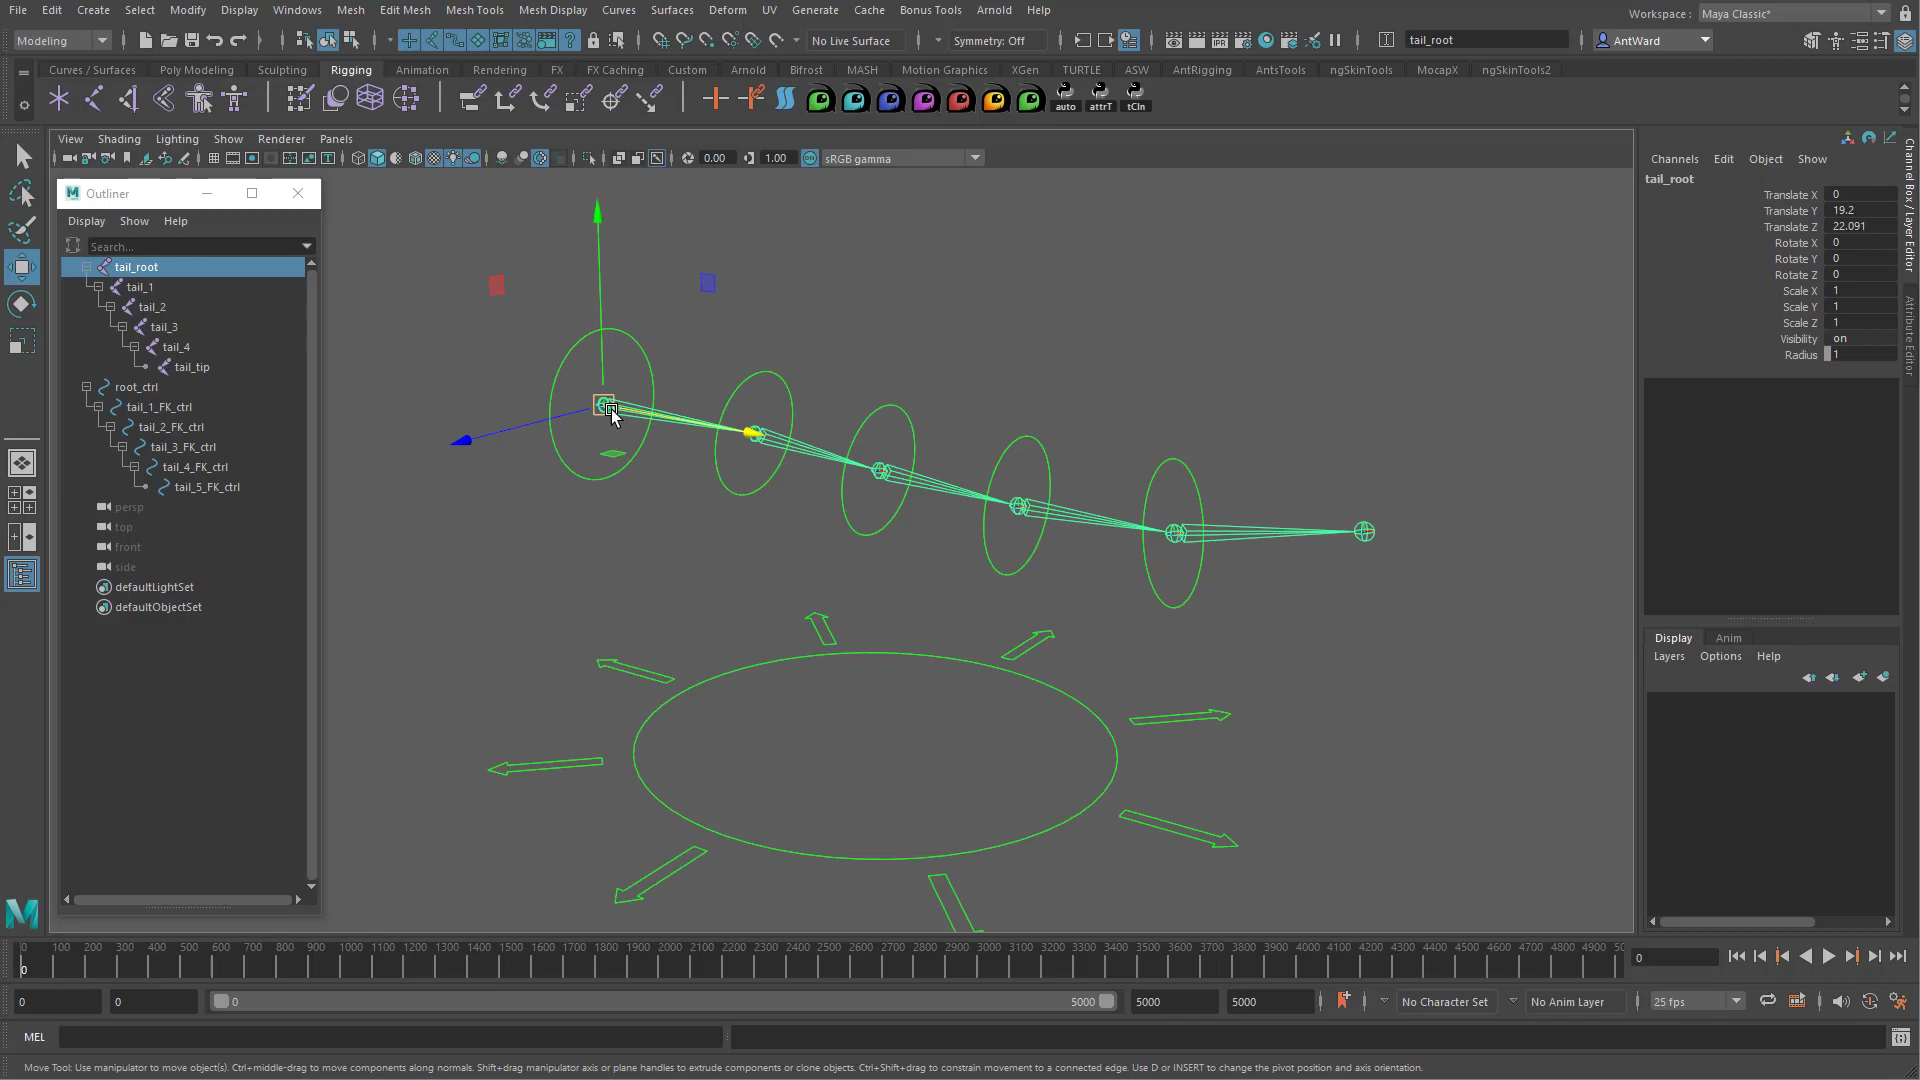 File Edit Create Select Modify Display Windows Mesh Edit Mesh Mesh Tools Mesh Display Curves Surfaces Deform UV Generate Cache Bonus Tools Arnold Help
Workspace : Maya Classic*
Modeling
No Live Surface
Symmetry: Off
tail_root
AntWard
Curves / Surfaces Poly Modeling Sculpting Rigging Animation Rendering FX FX Caching Custom Arnold Bifrost MASH Motion Graphics XGen TURTLE ASW AntRigging AntsTools ngSkinTools MocapX ngSkinTools2
auto attrT tCln
View Shading Lighting Show Renderer Panels
0.00 1.00 sRGB gamma
Outliner
Display Show Help
Search...
tail_root
tail_1
tail_2
tail_3
tail_4
tail_tip
root_ctrl
tail_1_FK_ctrl
tail_2_FK_ctrl
tail_3_FK_ctrl
tail_4_FK_ctrl
tail_5_FK_ctrl
persp
top
front
side
defaultLightSet
defaultObjectSet
Channels Edit Object Show
tail_root
Translate X 0
Translate Y 19.2
Translate Z 22.091
Rotate X 0
Rotate Y 0
Rotate Z 0
Scale X 1
Scale Y 1
Scale Z 1
Visibility on
Radius 1
Channel Box / Layer Editor
Attribute Editor
Display Anim
Layers Options Help
0 100 200 300 400 500 600 700 800 900 1000 1100 1200 1300 1400 1500 1600 1700 1800 1900 2000 2100 2200 2300 2400 2500 2600 2700 2800 2900 3000 3100 3200 3300 3400 3500 3600 3700 3800 3900 4000 4100 4200 4300 4400 4500 4600 4700 4800 4900
0
0
0 0 0 5000 5000 5000 No Character Set No Anim Layer 25 fps
MEL
Move Tool: Use manipulator to move object(s). Ctrl+middle-drag to move components along normals. Shift+drag manipulator axis or plane handles to extrude components or clone objects. Ctrl+Shift+drag to constrain movement to a connected edge. Use D or INSERT to change the pivot position and axis orientation.